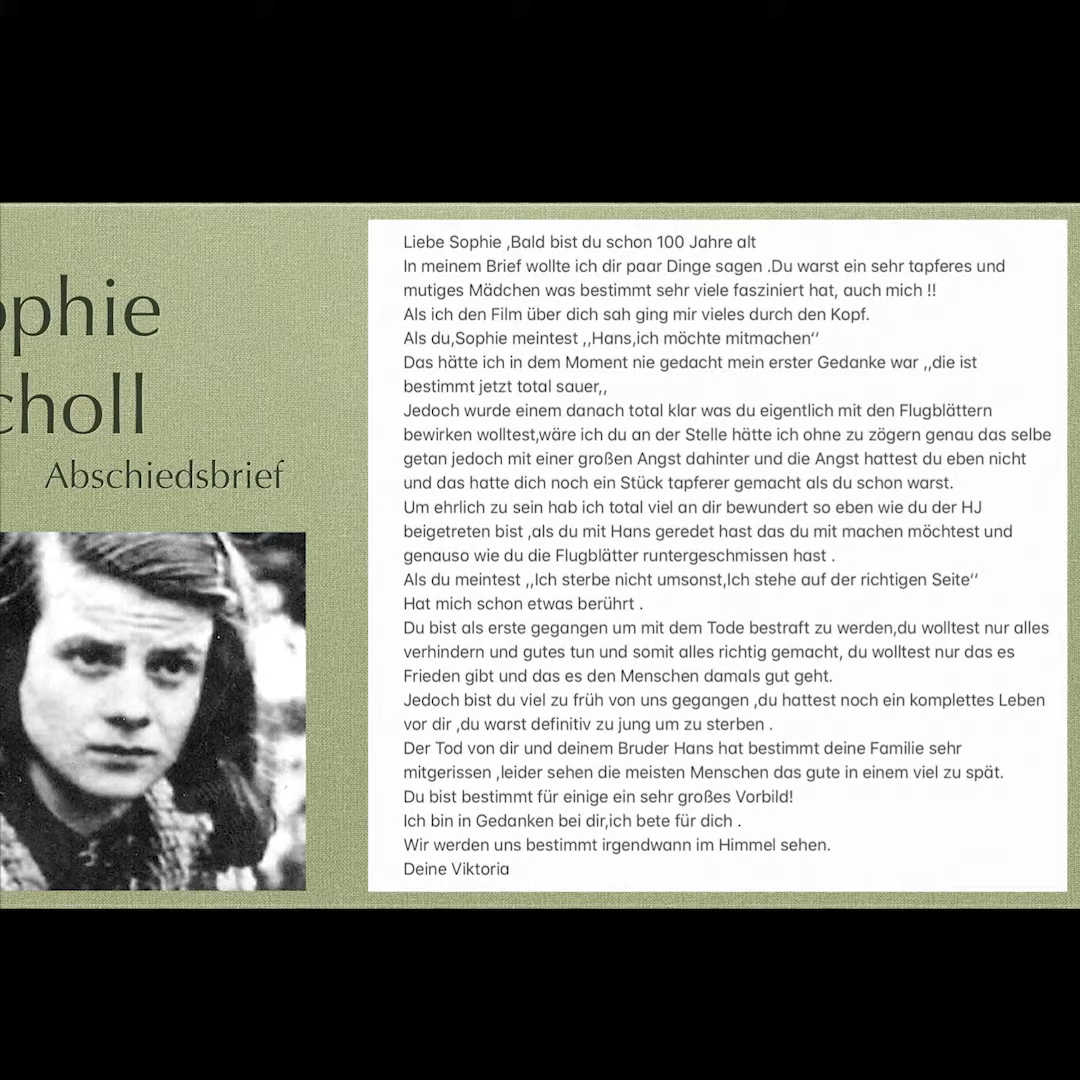 ophie
choll
Abschiedsbrief
Liebe Sophie ,Bald bist du schon 100 Jahre alt
In meinem Brief wollte ich dir paar Dinge sagen .Du warst ein sehr tapferes und
mutiges Mädchen was bestimmt sehr viele fasziniert hat, auch mich !!
Als ich den Film über dich sah ging mir vieles durch den Kopf.
Als du,Sophie meintest ,,Hans,ich möchte mitmachen‘‘
Das hätte ich in dem Moment nie gedacht mein erster Gedanke war ,,die ist
bestimmt jetzt total sauer,,
Jedoch wurde einem danach total klar was du eigentlich mit den Flugblättern
bewirken wolltest,wäre ich du an der Stelle hätte ich ohne zu zögern genau das selbe
getan jedoch mit einer großen Angst dahinter und die Angst hattest du eben nicht
und das hatte dich noch ein Stück tapferer gemacht als du schon warst.
Um ehrlich zu sein hab ich total viel an dir bewundert so eben wie du der HJ
beigetreten bist ,als du mit Hans geredet hast das du mit machen möchtest und
genauso wie du die Flugblätter runtergeschmissen hast .
Als du meintest ,,Ich sterbe nicht umsonst,Ich stehe auf der richtigen Seite‘‘
Hat mich schon etwas berührt .
Du bist als erste gegangen um mit dem Tode bestraft zu werden,du wolltest nur alles
verhindern und gutes tun und somit alles richtig gemacht, du wolltest nur das es
Frieden gibt und das es den Menschen damals gut geht.
Jedoch bist du viel zu früh von uns gegangen ,du hattest noch ein komplettes Leben
vor dir ,du warst definitiv zu jung um zu sterben .
Der Tod von dir und deinem Bruder Hans hat bestimmt deine Familie sehr
mitgerissen ,leider sehen die meisten Menschen das gute in einem viel zu spät.
Du bist bestimmt für einige ein sehr großes Vorbild!
Ich bin in Gedanken bei dir,ich bete für dich .
Wir werden uns bestimmt irgendwann im Himmel sehen.
Deine Viktoria